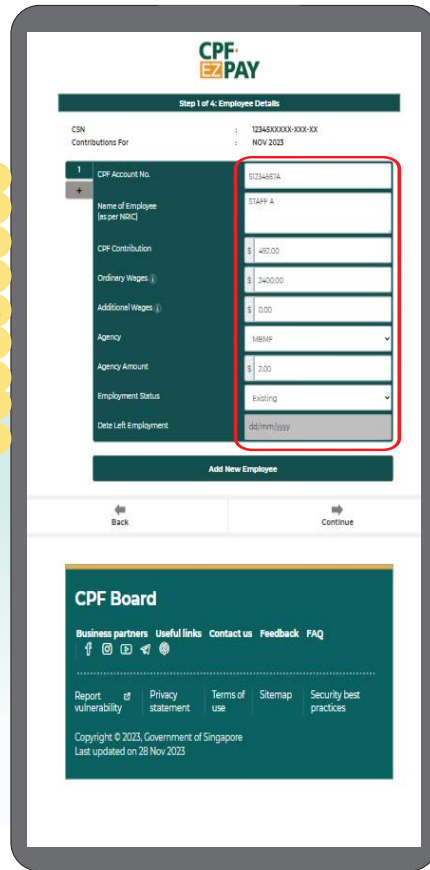 CPF
EZPAY
Step 1 of 4: Employee Details
CSN : 12345XXXXX-XXX-XX
Contributions For : NOV 2023
1
+
CPF Account No. S1234567A
Name of Employee STAFF A
(as per NRIC)
CPF Contribution $ 492.00
Ordinary Wages i $ 2400.00
Additional Wages i $ 0.00
Agency MBMF
Agency Amount $ 2.00
Employment Status Existing
Date Left Employment dd/mm/yyyy
Add New Employee
Back Continue
CPF Board
Business partners Useful links Contact us Feedback FAQ
Report Privacy Terms of Sitemap Security best
vulnerability statement use practices
Copyright © 2023, Government of Singapore
Last updated on 28 Nov 2023